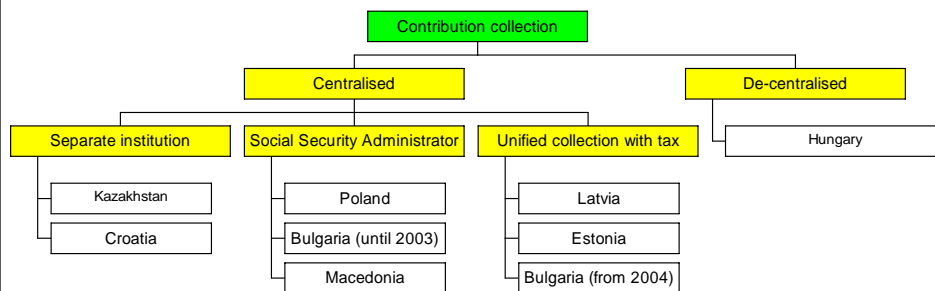 Contribution collection
Centralised
De-centralised
Separate institution
Social Security Administrator
Unified collection with tax
Hungary
Kazakhstan
Poland
Latvia
Croatia
Bulgaria (until 2003)
Estonia
Macedonia
Bulgaria (from 2004)